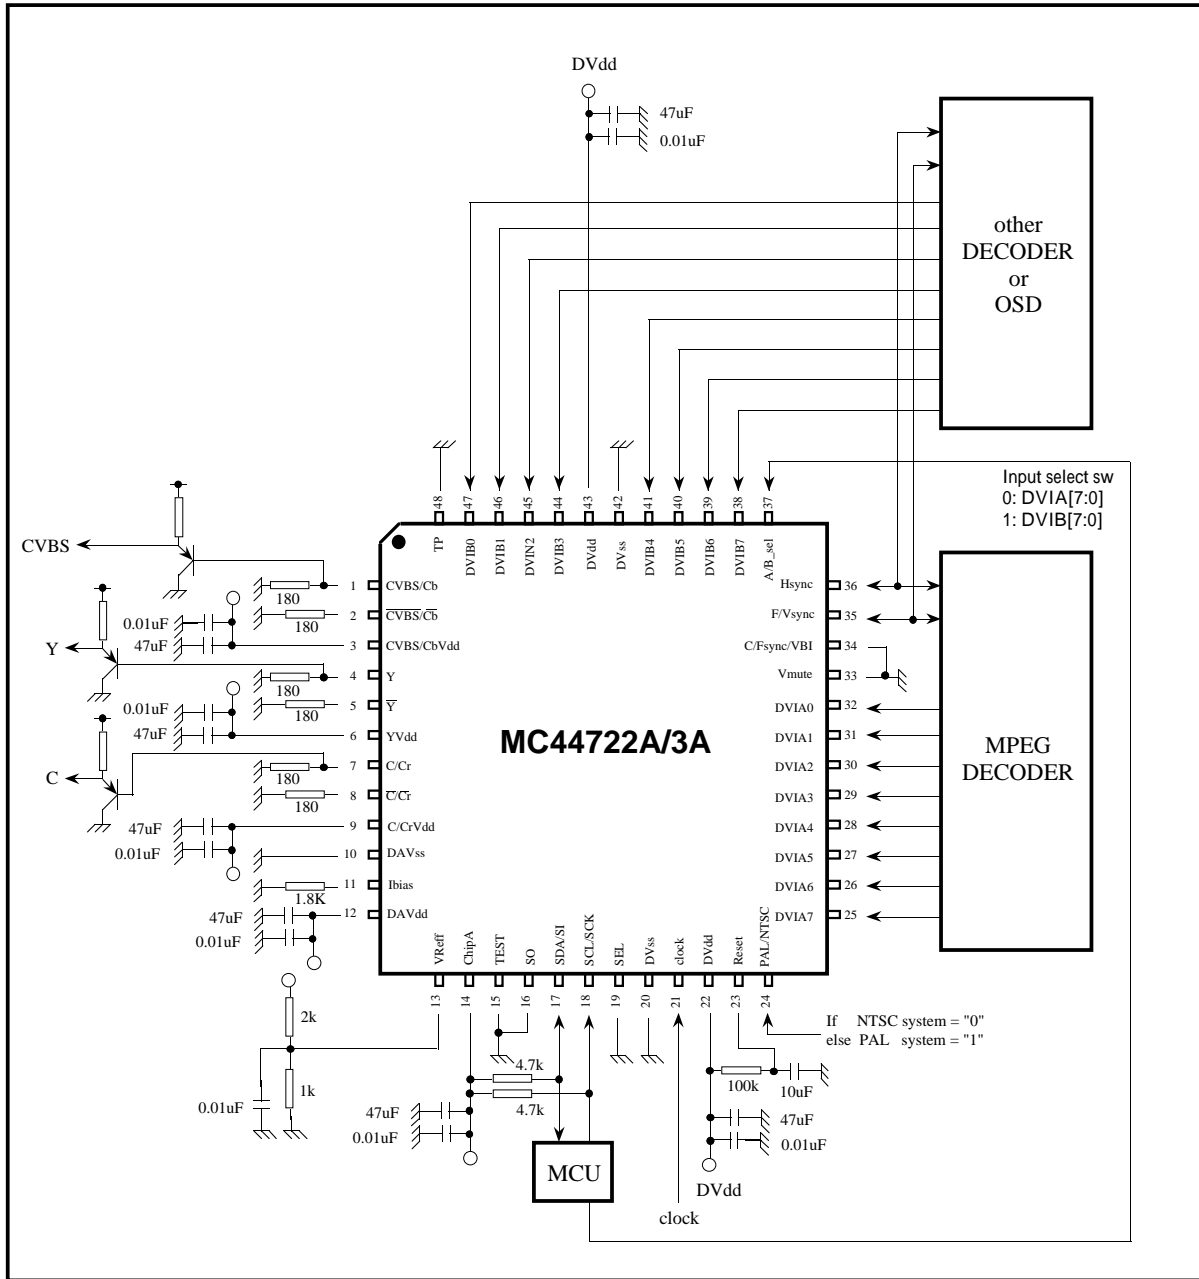 DVdd
47uF
0.01uF
other
DECODER
or
OSD
Input select sw
0: DVIA[7:0]
1: DVIB[7:0]
48
47
46
45
44
43
42
41
40
39
38
37
TP
DVIB0
DVIB1
DVIN2
DVIB3
DVdd
DVss
DVIB4
DVIB5
DVIB6
DVIB7
A/B_sel
CVBS
Y
C
180
180
0.01uF
47uF
180
180
0.01uF
47uF
180
180
47uF
0.01uF
1.8K
47uF
0.01uF
1 CVBS/Cb
2 CVBS/Cb
3 CVBS/CbVdd
4 Y
5 Y
6 YVdd
7 C/Cr
8 C/Cr
9 C/CrVdd
10 DAVss
11 Ibias
12 DAVdd
MC44722A/3A
Hsync 36
F/Vsync 35
C/Fsync/VBI 34
Vmute 33
DVIA0 32
DVIA1 31
DVIA2 30
DVIA3 29
DVIA4 28
DVIA5 27
DVIA6 26
DVIA7 25
MPEG
DECODER
VReff
ChipA
TEST
SO
SDA/SI
SCL/SCK
SEL
DVss
clock
DVdd
Reset
PAL/NTSC
13
14
15
16
17
18
19
20
21
22
23
24
If NTSC system = "0"
else PAL system = "1"
2k
1k
0.01uF
4.7k
4.7k
47uF
0.01uF
MCU
clock
100k
10uF
47uF
0.01uF
DVdd